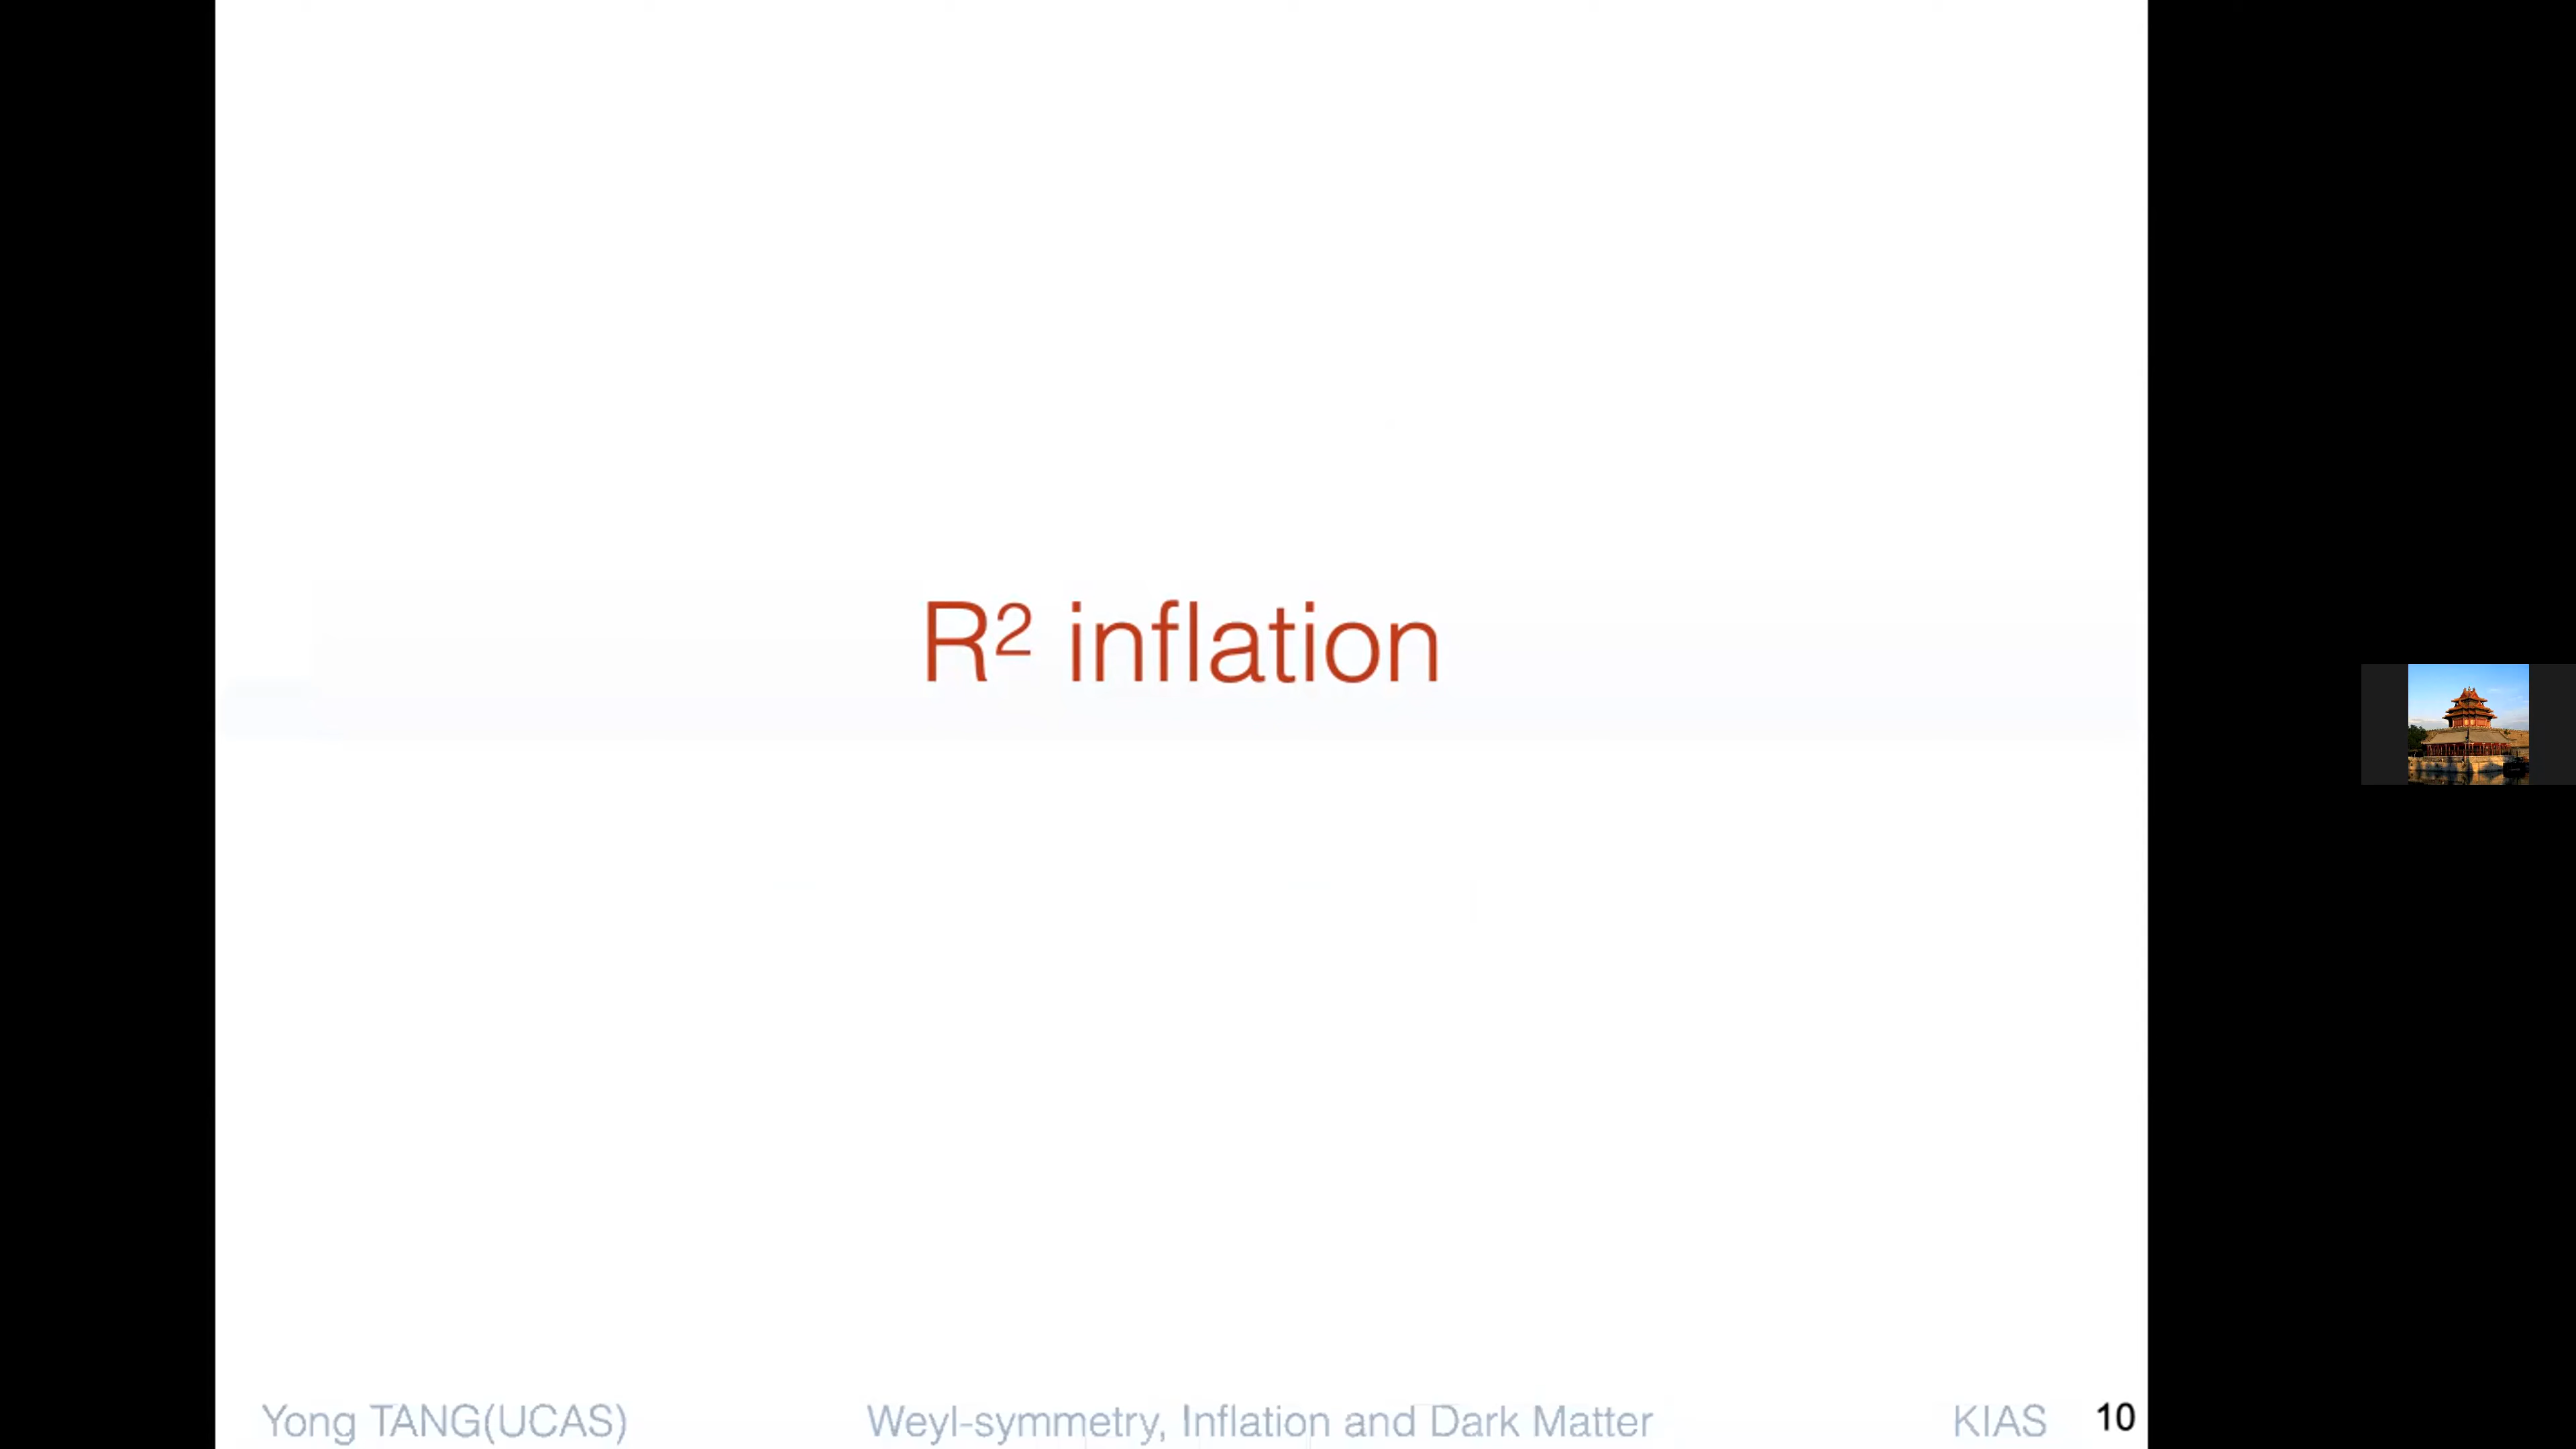 R² inflation
Yong TANG(UCAS) Weyl-symmetry, Inflation and Dark Matter KIAS 10